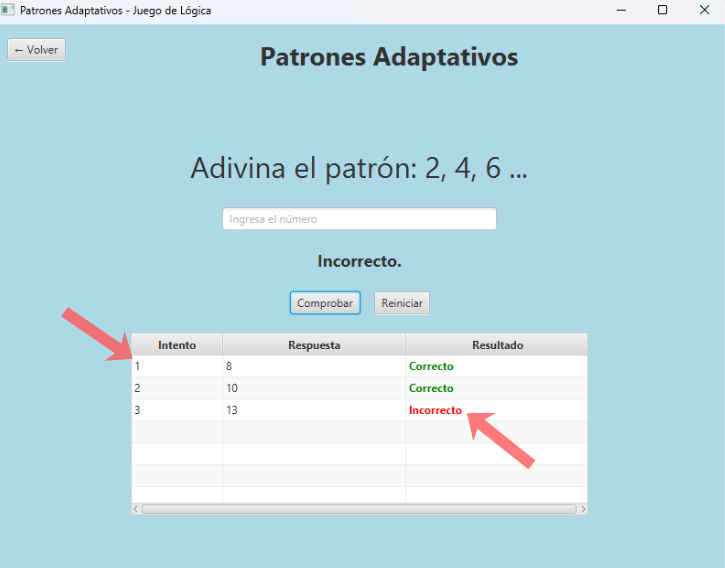 Patrones Adaptativos - Juego de Lógica
← Volver
Patrones Adaptativos
Adivina el patrón: 2, 4, 6 ...
Ingresa el número
Incorrecto.
Comprobar Reiniciar
Intento Respuesta Resultado
1 8 Correcto
2 10 Correcto
3 13 Incorrecto